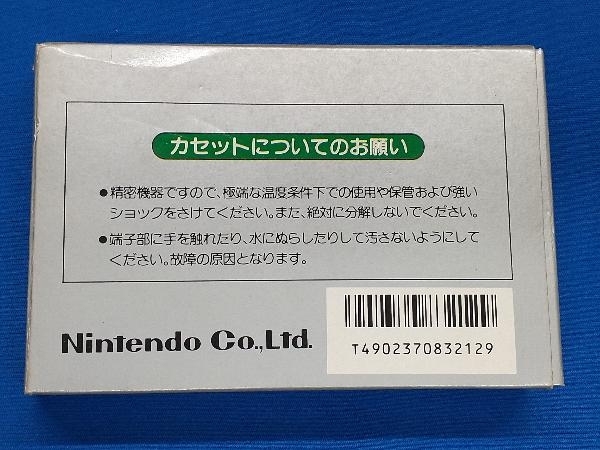 カセットについてのお願い
●精密機器ですので、極端な温度条件下での使用や保管および強い
ショックをさけてください。また、絶対に分解しないでください。
●端子部に手を触れたり、水にぬらしたりして汚さないようにして
ください。故障の原因となります。
Nintendo Co.,Ltd.
T4902370832129